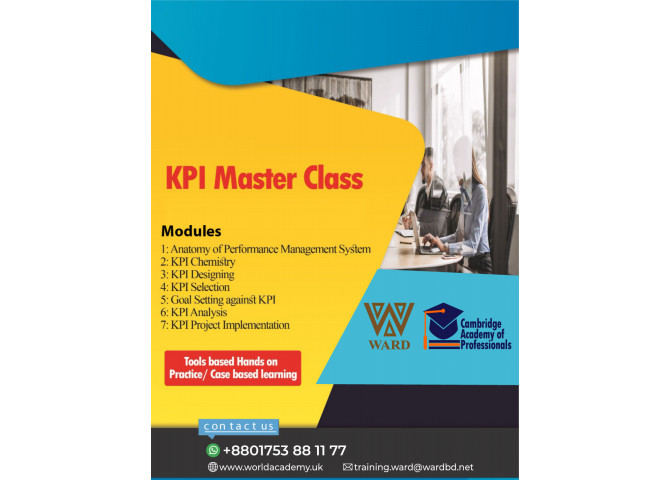 KPI Master Class
Modules
1: Anatomy of Performance Management System
2: KPI Chemistry
3: KPI Designing
4: KPI Selection
5: Goal Setting against KPI
6: KPI Analysis
7: KPI Project Implementation
WARD
Cambridge
Academy of
Professionals
Tools based Hands on
Practice/ Case based learning
contact us
+8801753 88 11 77
www.worldacademy.uk
training.ward@wardbd.net